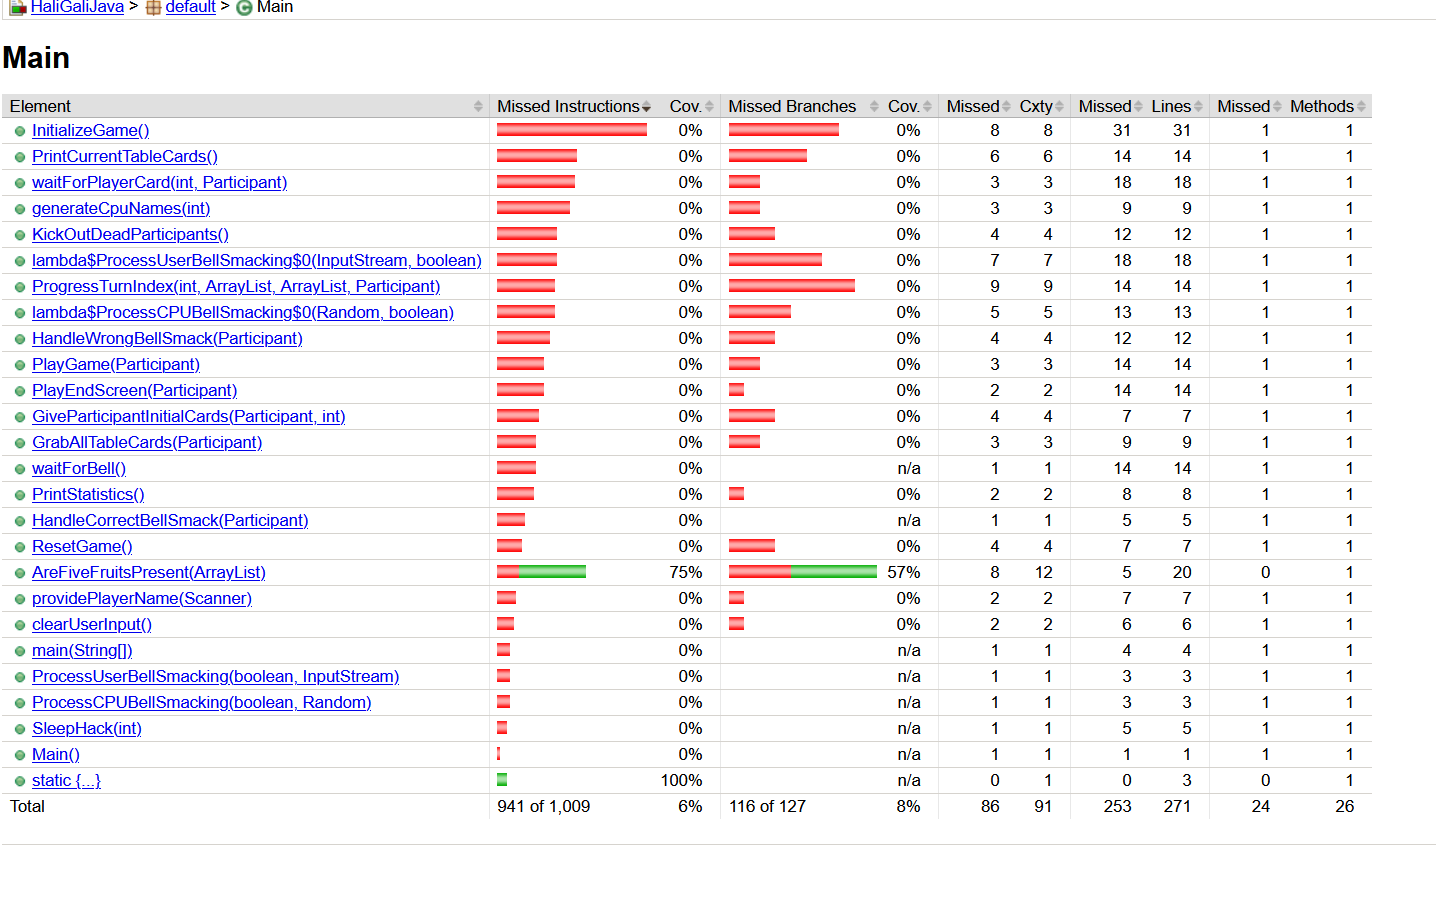 HaliGaliJava > default > Main
Main
Element Missed Instructions Cov. Missed Branches Cov. Missed Cxty Missed Lines Missed Methods
InitializeGame() 0% 0% 8 8 31 31 1 1
PrintCurrentTableCards() 0% 0% 6 6 14 14 1 1
waitForPlayerCard(int, Participant) 0% 0% 3 3 18 18 1 1
generateCpuNames(int) 0% 0% 3 3 9 9 1 1
KickOutDeadParticipants() 0% 0% 4 4 12 12 1 1
lambda$ProcessUserBellSmacking$0(InputStream, boolean) 0% 0% 7 7 18 18 1 1
ProgressTurnIndex(int, ArrayList, ArrayList, Participant) 0% 0% 9 9 14 14 1 1
lambda$ProcessCPUBellSmacking$0(Random, boolean) 0% 0% 5 5 13 13 1 1
HandleWrongBellSmack(Participant) 0% 0% 4 4 12 12 1 1
PlayGame(Participant) 0% 0% 3 3 14 14 1 1
PlayEndScreen(Participant) 0% 0% 2 2 14 14 1 1
GiveParticipantInitialCards(Participant, int) 0% 0% 4 4 7 7 1 1
GrabAllTableCards(Participant) 0% 0% 3 3 9 9 1 1
waitForBell() 0% n/a 1 1 14 14 1 1
PrintStatistics() 0% 0% 2 2 8 8 1 1
HandleCorrectBellSmack(Participant) 0% n/a 1 1 5 5 1 1
ResetGame() 0% 0% 4 4 7 7 1 1
AreFiveFruitsPresent(ArrayList) 75% 57% 8 12 5 20 0 1
providePlayerName(Scanner) 0% 0% 2 2 7 7 1 1
clearUserInput() 0% 0% 2 2 6 6 1 1
main(String[]) 0% n/a 1 1 4 4 1 1
ProcessUserBellSmacking(boolean, InputStream) 0% n/a 1 1 3 3 1 1
ProcessCPUBellSmacking(boolean, Random) 0% n/a 1 1 3 3 1 1
SleepHack(int) 0% n/a 1 1 5 5 1 1
Main() 0% n/a 1 1 1 1 1 1
static {...} 100% n/a 0 1 0 3 0 1
Total 941 of 1,009 6% 116 of 127 8% 86 91 253 271 24 26